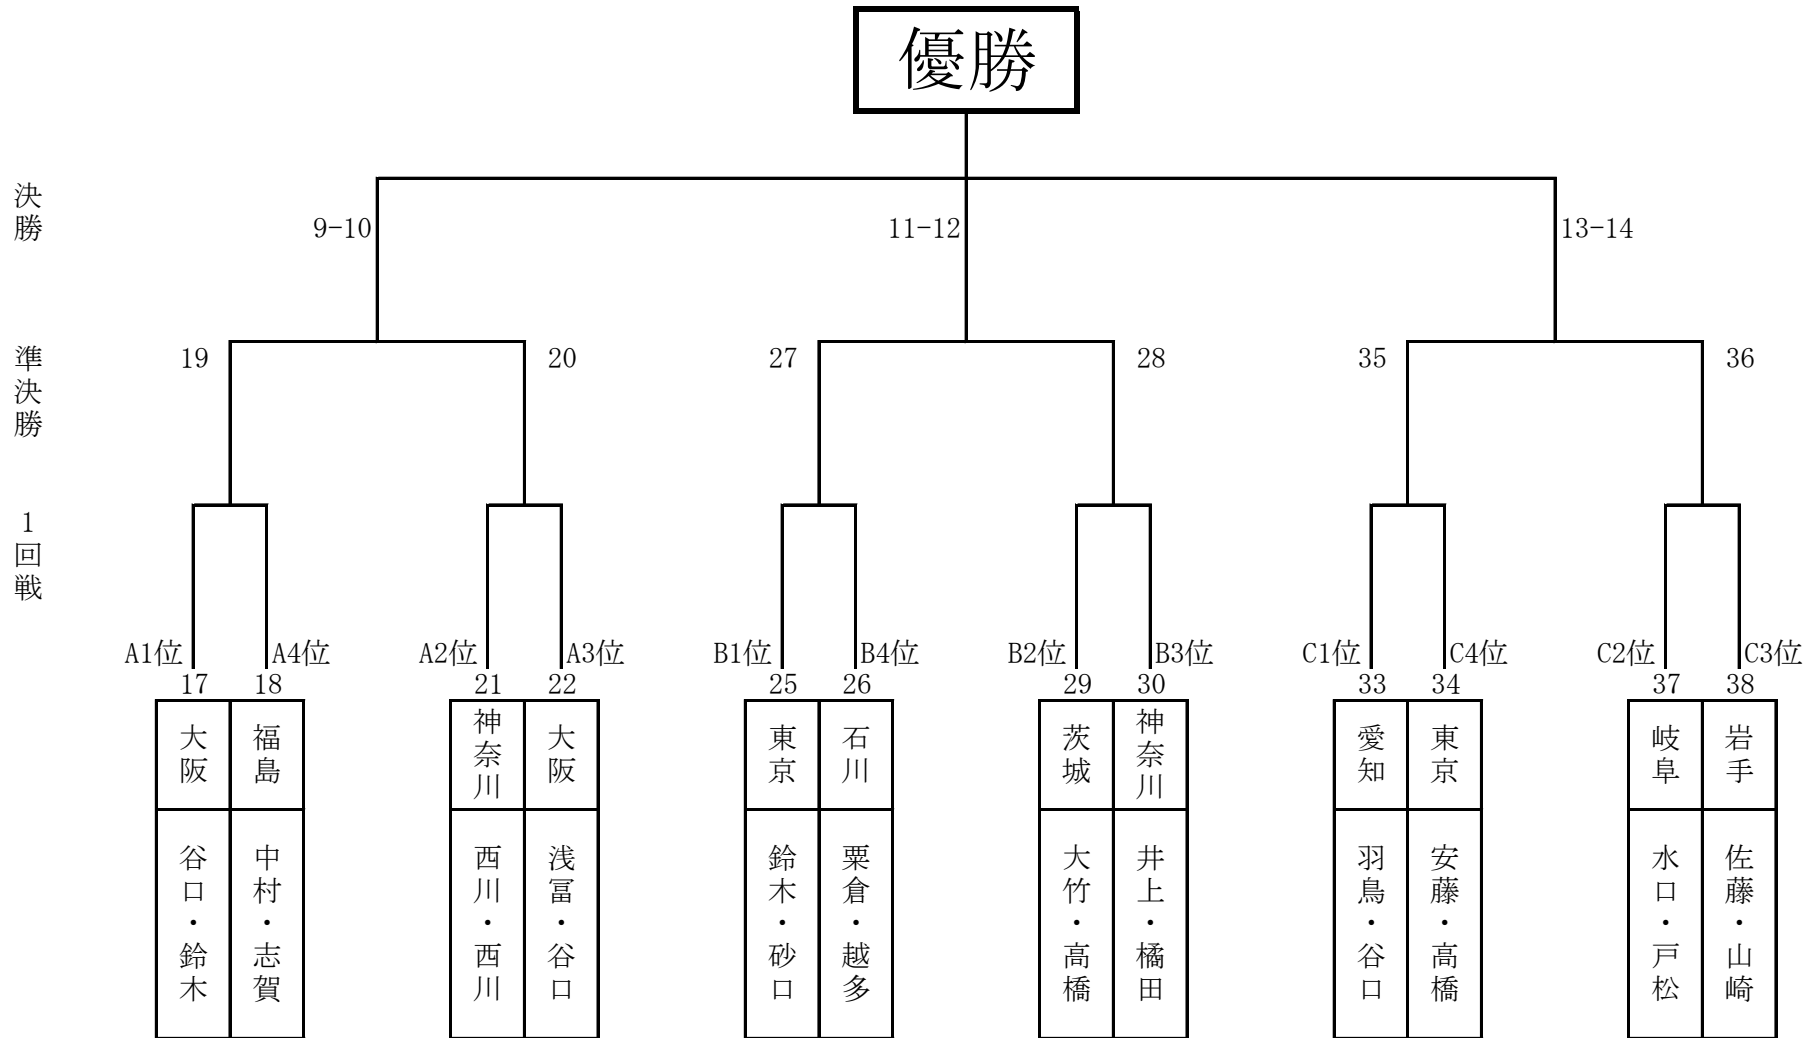 優勝
決勝
9-10
11-12
13-14
準決勝
19
20
27
28
35
36
1回戦
A1位
A4位
A2位
A3位
B1位
B4位
B2位
B3位
C1位
C4位
C2位
C3位
17
18
21
22
25
26
29
30
33
34
37
38
大阪
福島
神奈川
大阪
東京
石川
茨城
神奈川
愛知
東京
岐阜
岩手
谷口・鈴木
中村・志賀
西川・西川
浅冨・谷口
鈴木・砂口
粟倉・越多
大竹・高橋
井上・橘田
羽鳥・谷口
安藤・高橋
水口・戸松
佐藤・山崎